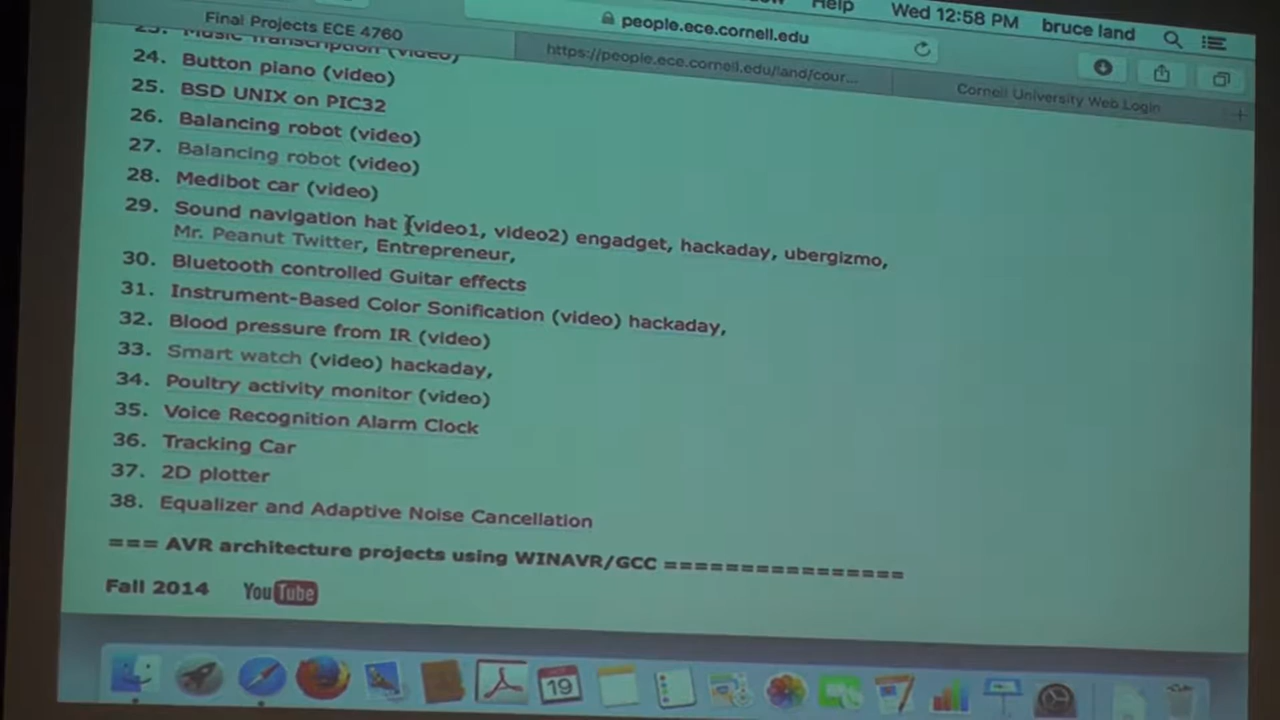 Help Wed 12:58 PM bruce land
Final Projects ECE 4760
people.ece.cornell.edu
https://people.ece.cornell.edu/land/cour...
Cornell University Web Login
23. Music Transcription (video)
24. Button piano (video)
25. BSD UNIX on PIC32
26. Balancing robot (video)
27. Balancing robot (video)
28. Medibot car (video)
29. Sound navigation hat (video1, video2) engadget, hackaday, ubergizmo,
Mr. Peanut Twitter, Entrepreneur,
30. Bluetooth controlled Guitar effects
31. Instrument-Based Color Sonification (video) hackaday,
32. Blood pressure from IR (video)
33. Smart watch (video) hackaday,
34. Poultry activity monitor (video)
35. Voice Recognition Alarm Clock
36. Tracking Car
37. 2D plotter
38. Equalizer and Adaptive Noise Cancellation
=== AVR architecture projects using WINAVR/GCC ================
Fall 2014 YouTube
19